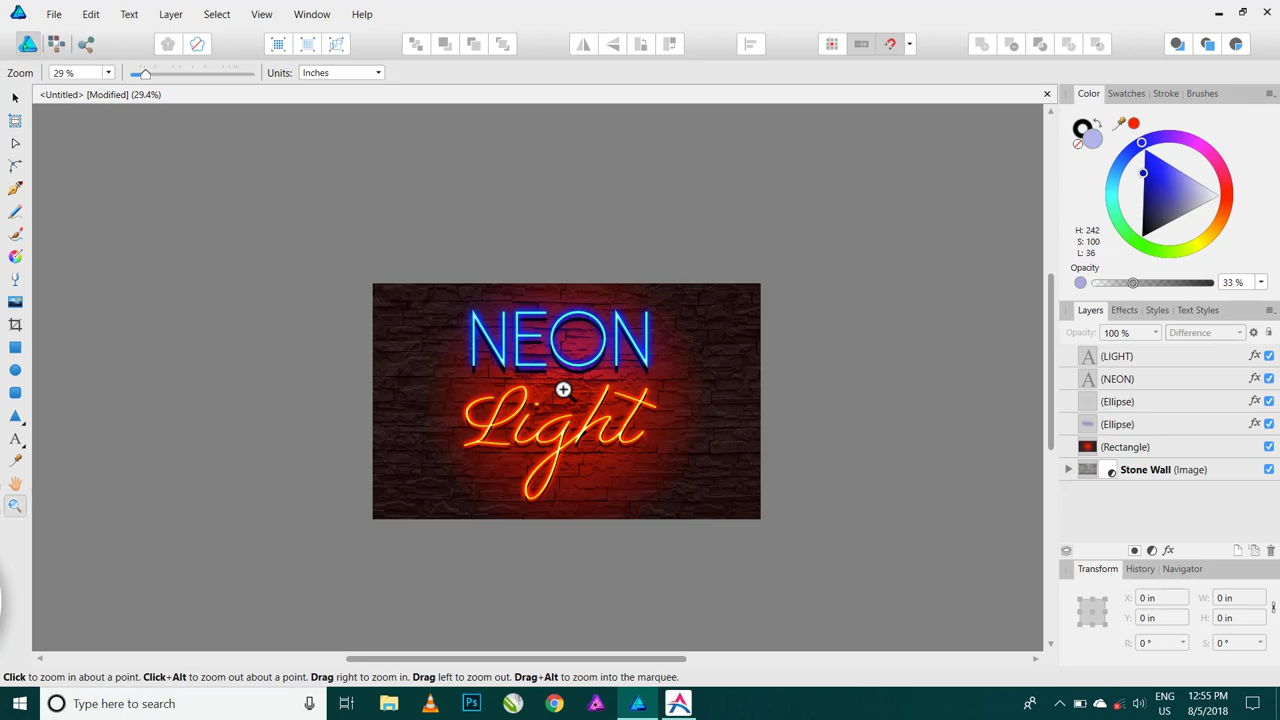 File Edit Text Layer Select View Window Help
Zoom 29 % Units: Inches
<Untitled> [Modified] (29.4%)
Color Swatches Stroke Brushes
H: 242
S: 100
L: 36
Opacity
33 %
Layers Effects Styles Text Styles
Opacity: 100 % Difference
(LIGHT)
(NEON)
(Ellipse)
(Ellipse)
(Rectangle)
Stone Wall (Image)
NEON
Light
Transform History Navigator
X: 0 in W: 0 in
Y: 0 in H: 0 in
R: 0 ° S: 0 °
Click to zoom in about a point. Click+Alt to zoom out about a point. Drag right to zoom in. Drag left to zoom out. Drag+Alt to zoom into the marquee.
Type here to search
ENG 12:55 PM
US 8/5/2018